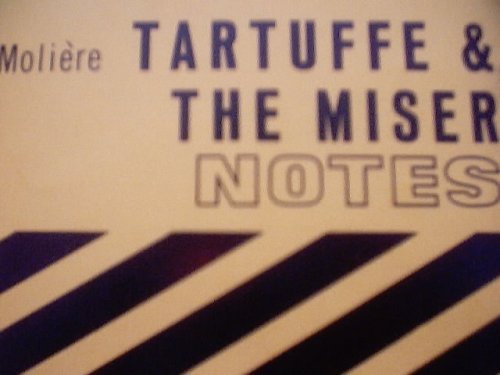 Molière TARTUFFE &
THE MISER
NOTES